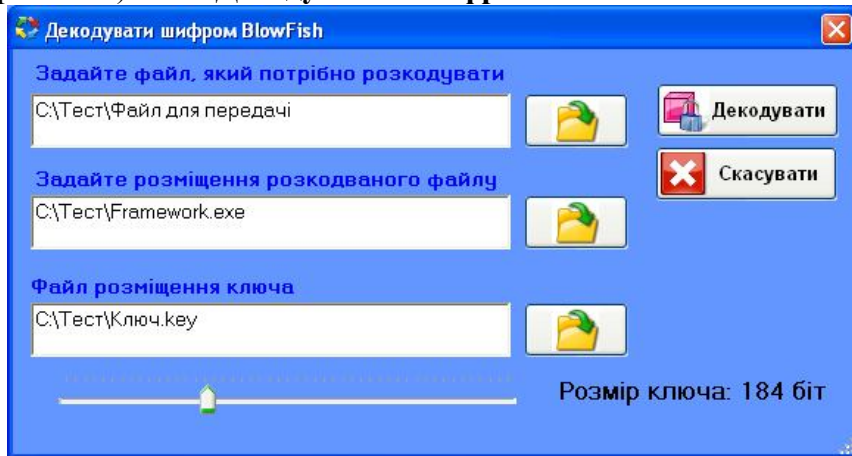 Декодувати шифром BlowFish
Задайте файл, який потрібно розкодувати
C:\Тест\Файл для передачі
Декодувати
Скасувати
Задайте розміщення розкодваного файлу
C:\Тест\Framework.exe
Файл розміщення ключа
C:\Тест\Ключ.key
Розмір ключа: 184 біт